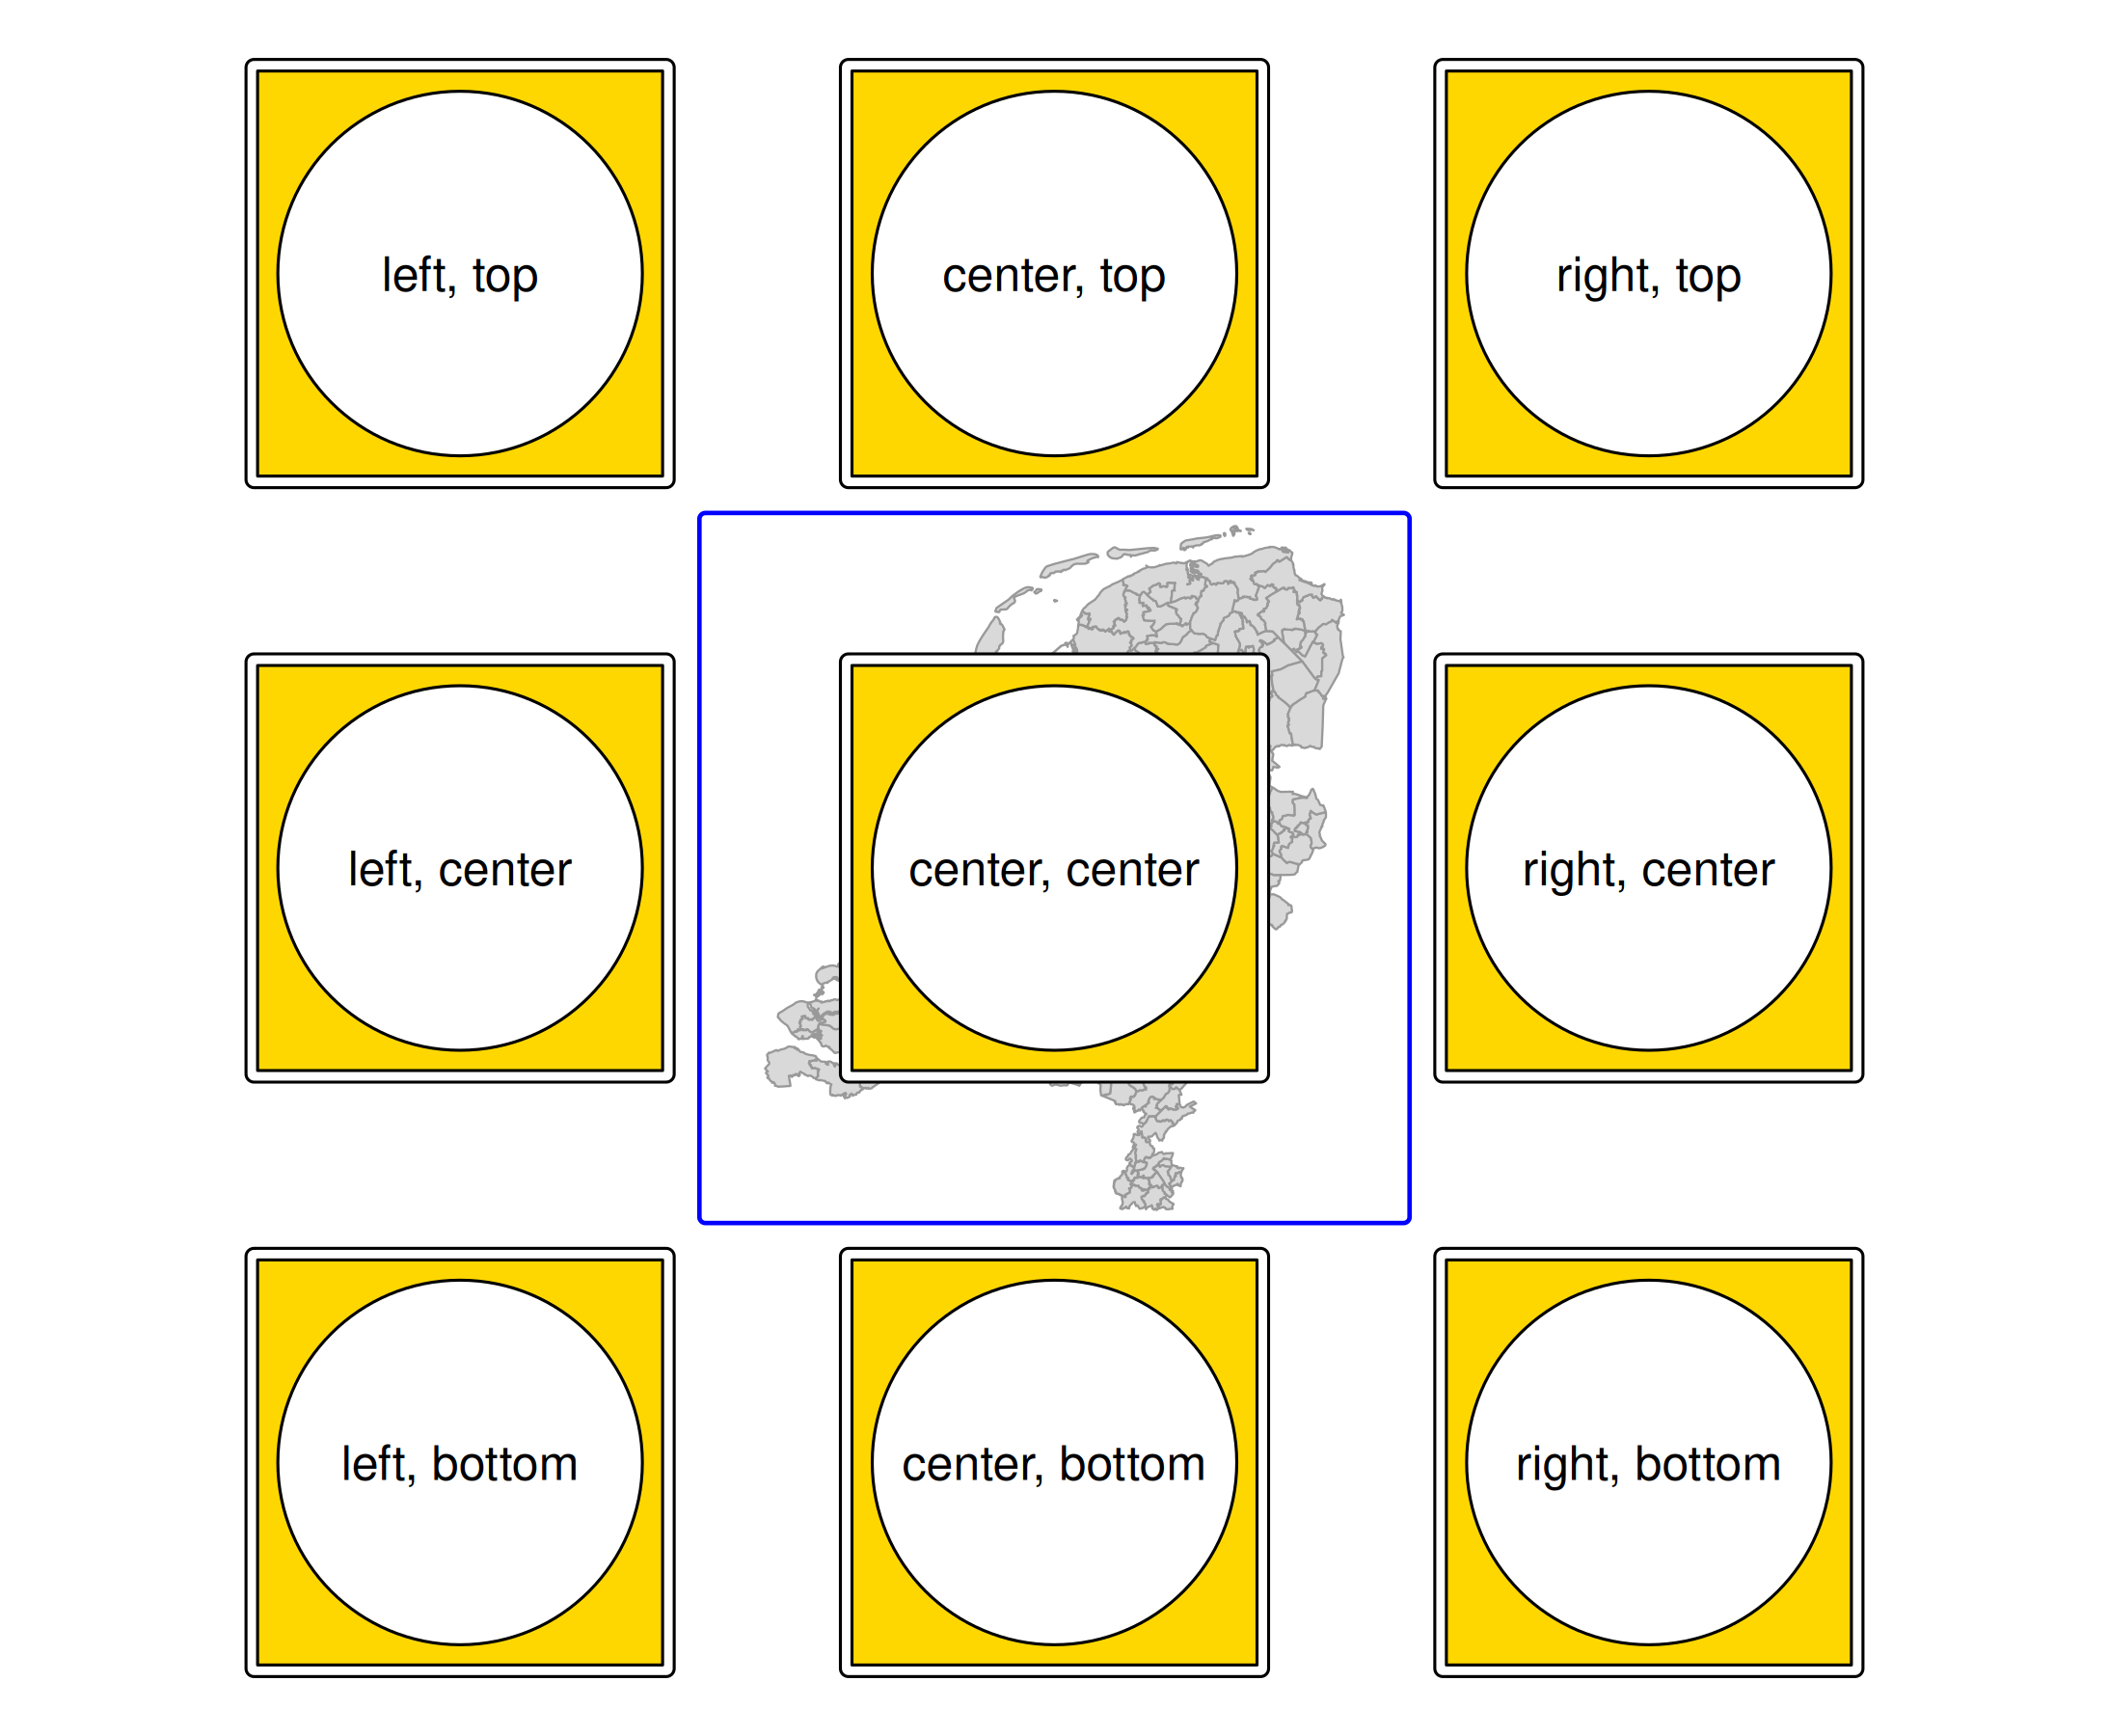 left, top
center, top
right, top
left, center
center, center
right, center
left, bottom
center, bottom
right, bottom